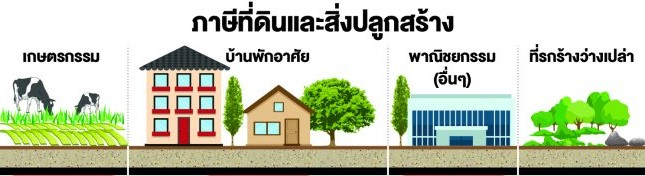 ภาษีที่ดินและสิ่งปลูกสร้าง
เกษตรกรรม
บ้านพักอาศัย
พาณิชยกรรม
(อื่นๆ)
ที่รกร้างว่างเปล่า